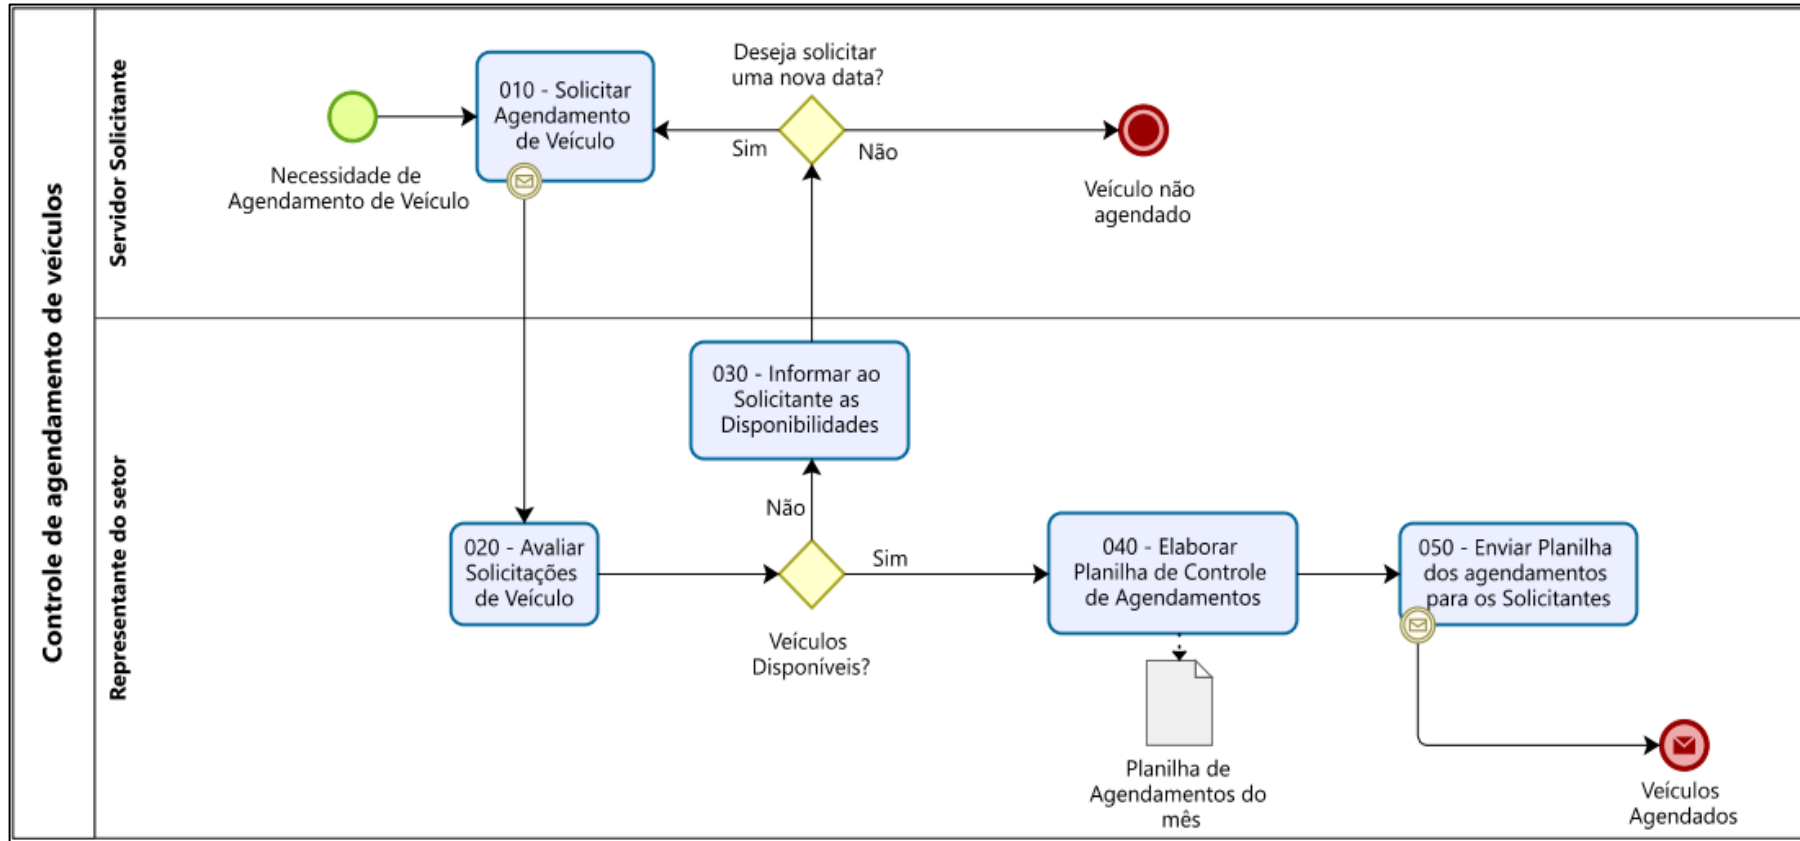 Controle de agendamento de veículos
Servidor Solicitante
Necessidade de
Agendamento de Veículo
010 - Solicitar
Agendamento
de Veículo
Deseja solicitar
uma nova data?
Sim
Não
Veículo não
agendado
Representante do setor
020 - Avaliar
Solicitações
de Veículo
030 - Informar ao
Solicitante as
Disponibilidades
Não
Sim
Veículos
Disponíveis?
040 - Elaborar
Planilha de Controle
de Agendamentos
Planilha de
Agendamentos do
mês
050 - Enviar Planilha
dos agendamentos
para os Solicitantes
Veículos
Agendados